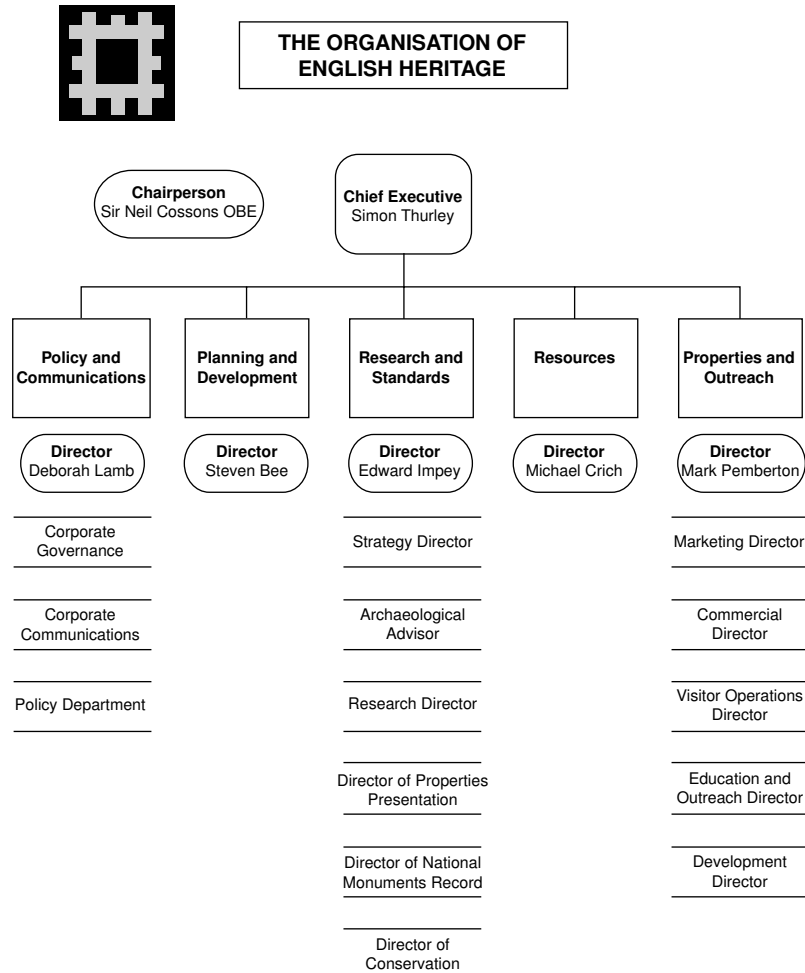 THE ORGANISATION OF
ENGLISH HERITAGE
Chairperson
Sir Neil Cossons OBE
Chief Executive
Simon Thurley
Policy and
Communications
Planning and
Development
Research and
Standards
Resources
Properties and
Outreach
Director
Deborah Lamb
Director
Steven Bee
Director
Edward Impey
Director
Michael Crich
Director
Mark Pemberton
Corporate
Governance
Corporate
Communications
Policy Department
Strategy Director
Archaeological
Advisor
Research Director
Director of Properties
Presentation
Director of National
Monuments Record
Director of
Conservation
Marketing Director
Commercial
Director
Visitor Operations
Director
Education and
Outreach Director
Development
Director